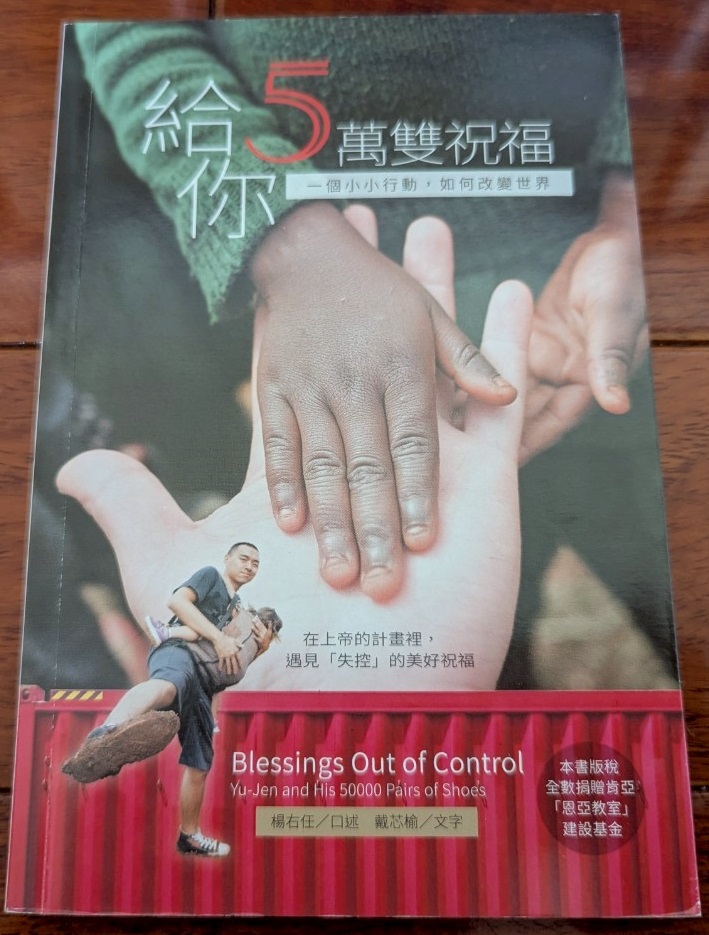 給你5萬雙祝福
一個小小行動，如何改變世界
在上帝的計畫裡，
遇見「失控」的美好祝福
Blessings Out of Control
Yu-Jen and His 50000 Pairs of Shoes
楊右任／口述　戴芯榆／文字
本書版稅
全數捐贈肯亞
「恩亞教室」
建設基金